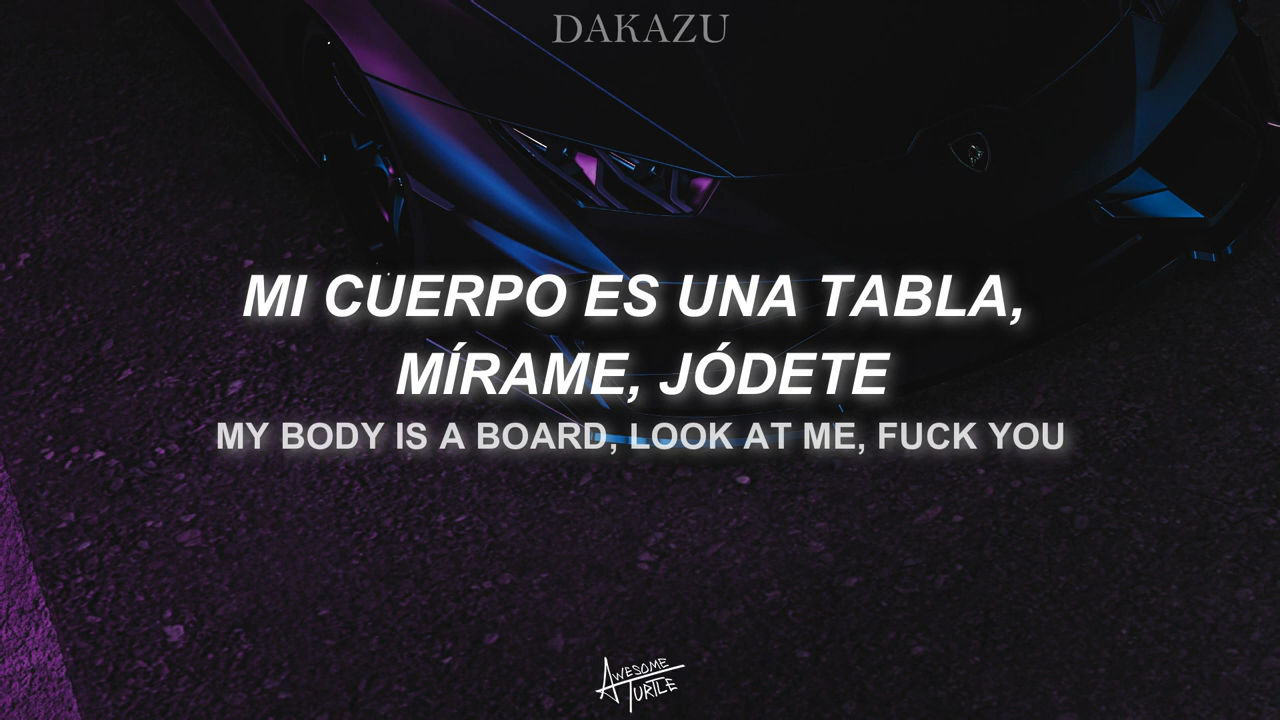 DAKAZU
MI CUERPO ES UNA TABLA,
MÍRAME, JÓDETE
MY BODY IS A BOARD, LOOK AT ME, FUCK YOU
AWESOME
TURTLE